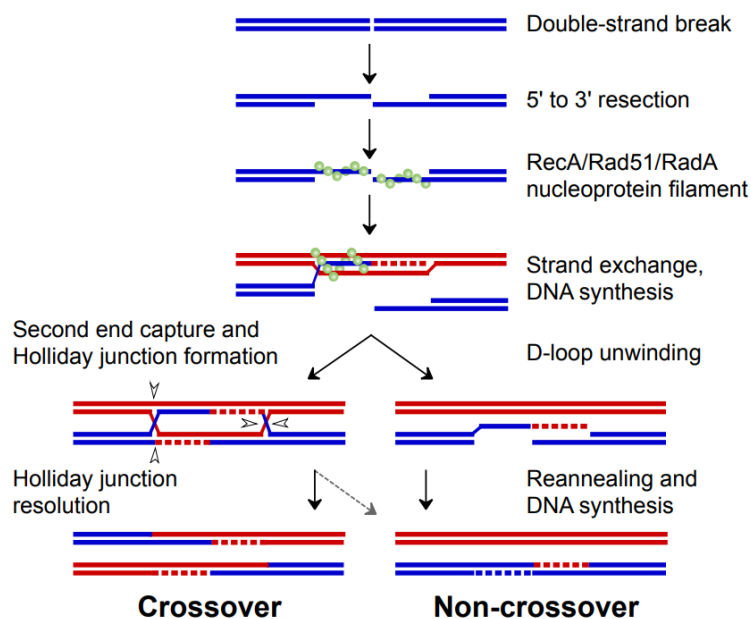 Double-strand break
5' to 3' resection
RecA/Rad51/RadA
nucleoprotein filament
Strand exchange,
DNA synthesis
Second end capture and
Holliday junction formation
D-loop unwinding
Holliday junction
resolution
Reannealing and
DNA synthesis
Crossover
Non-crossover